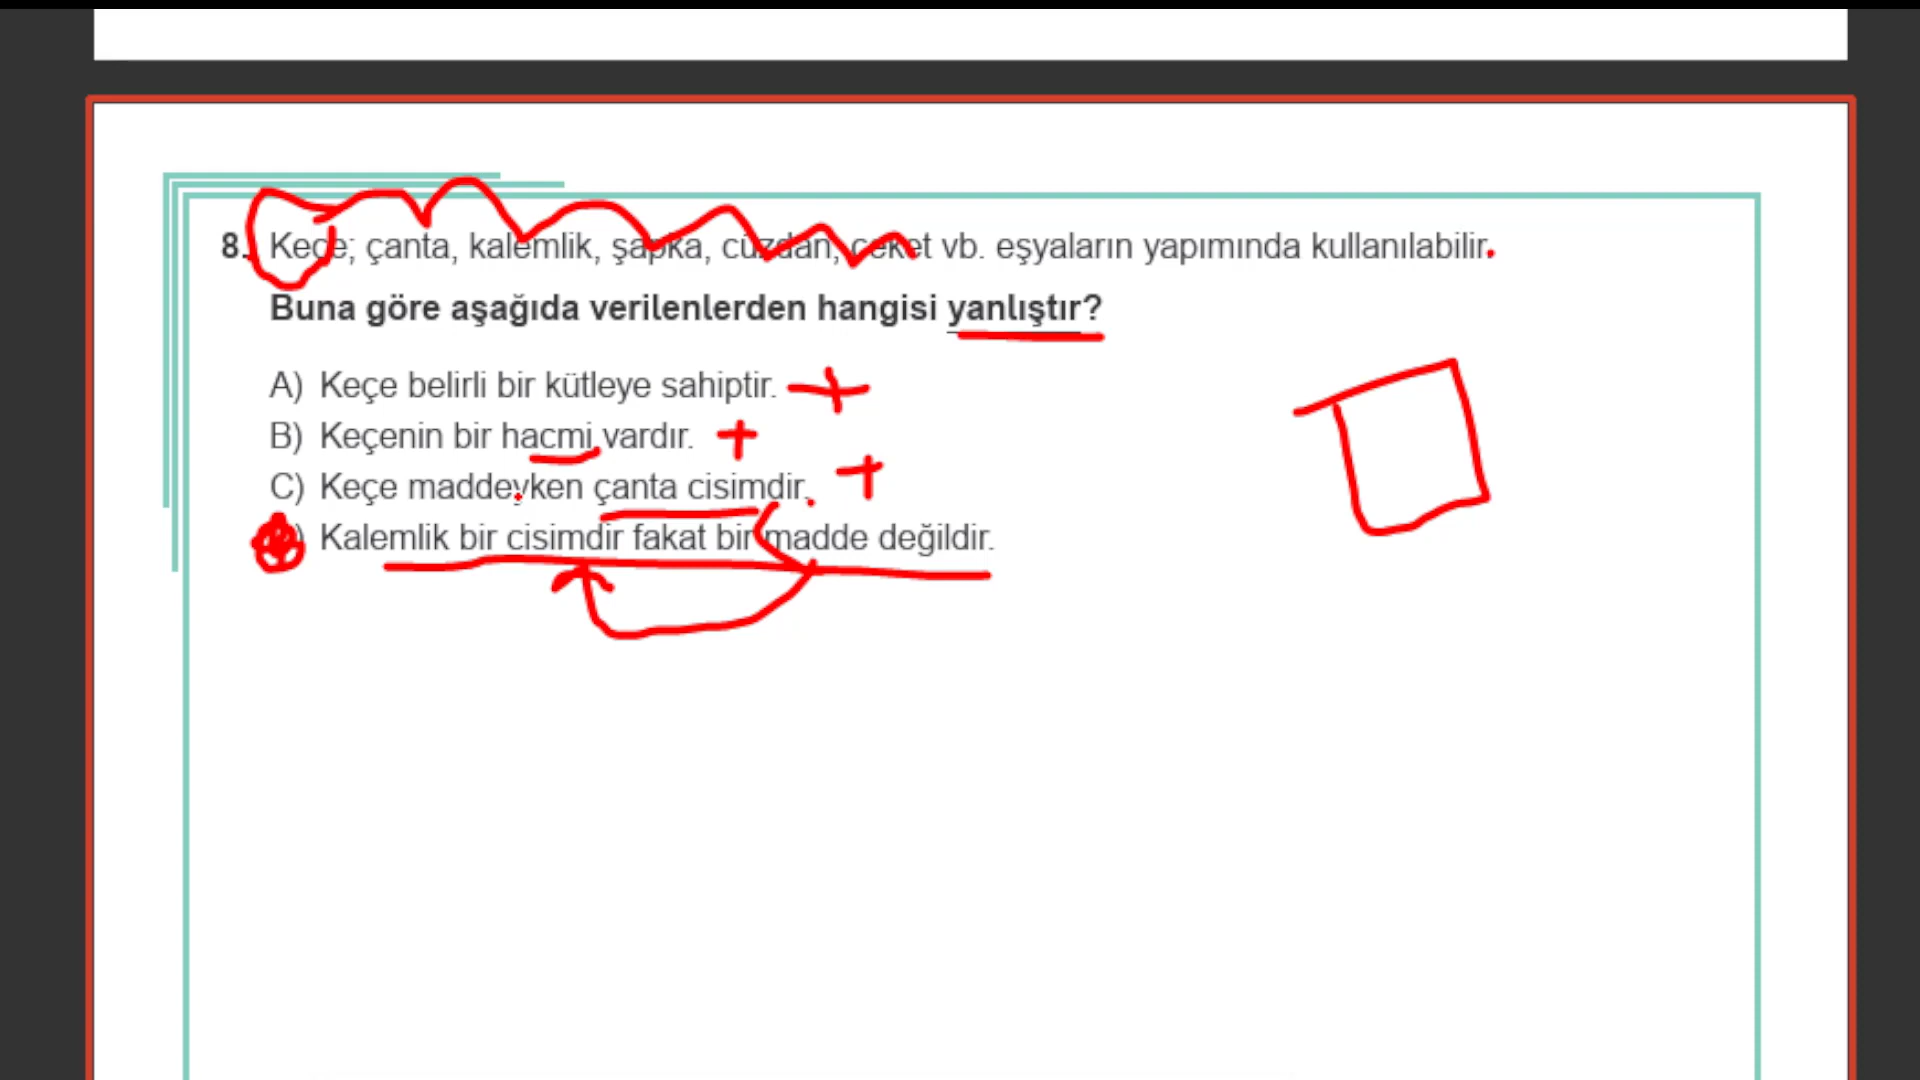 8. Keçe; çanta, kalemlik, şapka, cüzdan, ceket vb. eşyaların yapımında kullanılabilir.
Buna göre aşağıda verilenlerden hangisi yanlıştır?
A) Keçe belirli bir kütleye sahiptir.
B) Keçenin bir hacmi vardır.
C) Keçe maddeyken çanta cisimdir.
) Kalemlik bir cisimdir fakat bir madde değildir.